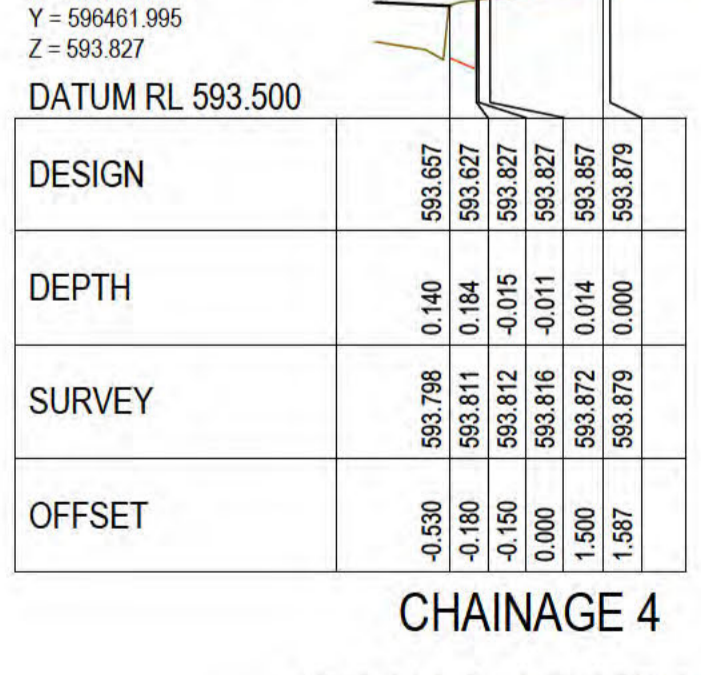 Y = 596461.995
Z = 593.827
DATUM RL 593.500
DESIGN 593.657 593.627 593.827 593.827 593.857 593.879
DEPTH 0.140 0.184 -0.015 -0.011 0.014 0.000
SURVEY 593.798 593.811 593.812 593.816 593.872 593.879
OFFSET -0.530 -0.180 -0.150 0.000 1.500 1.587
CHAINAGE 4